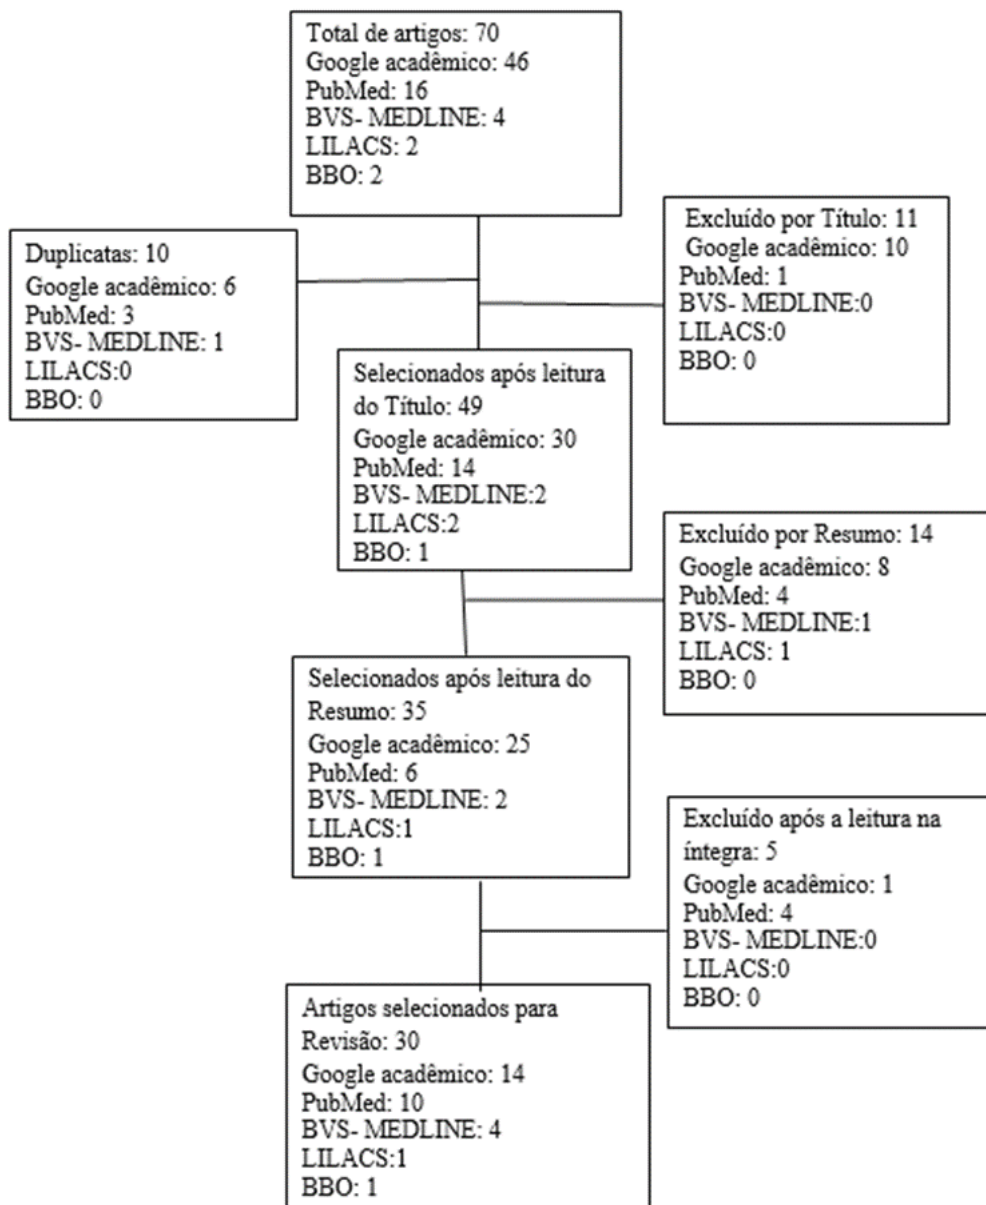 Total de artigos: 70
Google acadêmico: 46
PubMed: 16
BVS- MEDLINE: 4
LILACS: 2
BBO: 2
Duplicatas: 10
Google acadêmico: 6
PubMed: 3
BVS- MEDLINE: 1
LILACS:0
BBO: 0
Excluído por Título: 11
Google acadêmico: 10
PubMed: 1
BVS- MEDLINE:0
LILACS:0
BBO: 0
Selecionados após leitura
do Título: 49
Google acadêmico: 30
PubMed: 14
BVS- MEDLINE:2
LILACS:2
BBO: 1
Excluído por Resumo: 14
Google acadêmico: 8
PubMed: 4
BVS- MEDLINE:1
LILACS: 1
BBO: 0
Selecionados após leitura do
Resumo: 35
Google acadêmico: 25
PubMed: 6
BVS- MEDLINE: 2
LILACS:1
BBO: 1
Excluído após a leitura na
íntegra: 5
Google acadêmico: 1
PubMed: 4
BVS- MEDLINE:0
LILACS:0
BBO: 0
Artigos selecionados para
Revisão: 30
Google acadêmico: 14
PubMed: 10
BVS- MEDLINE: 4
LILACS:1
BBO: 1